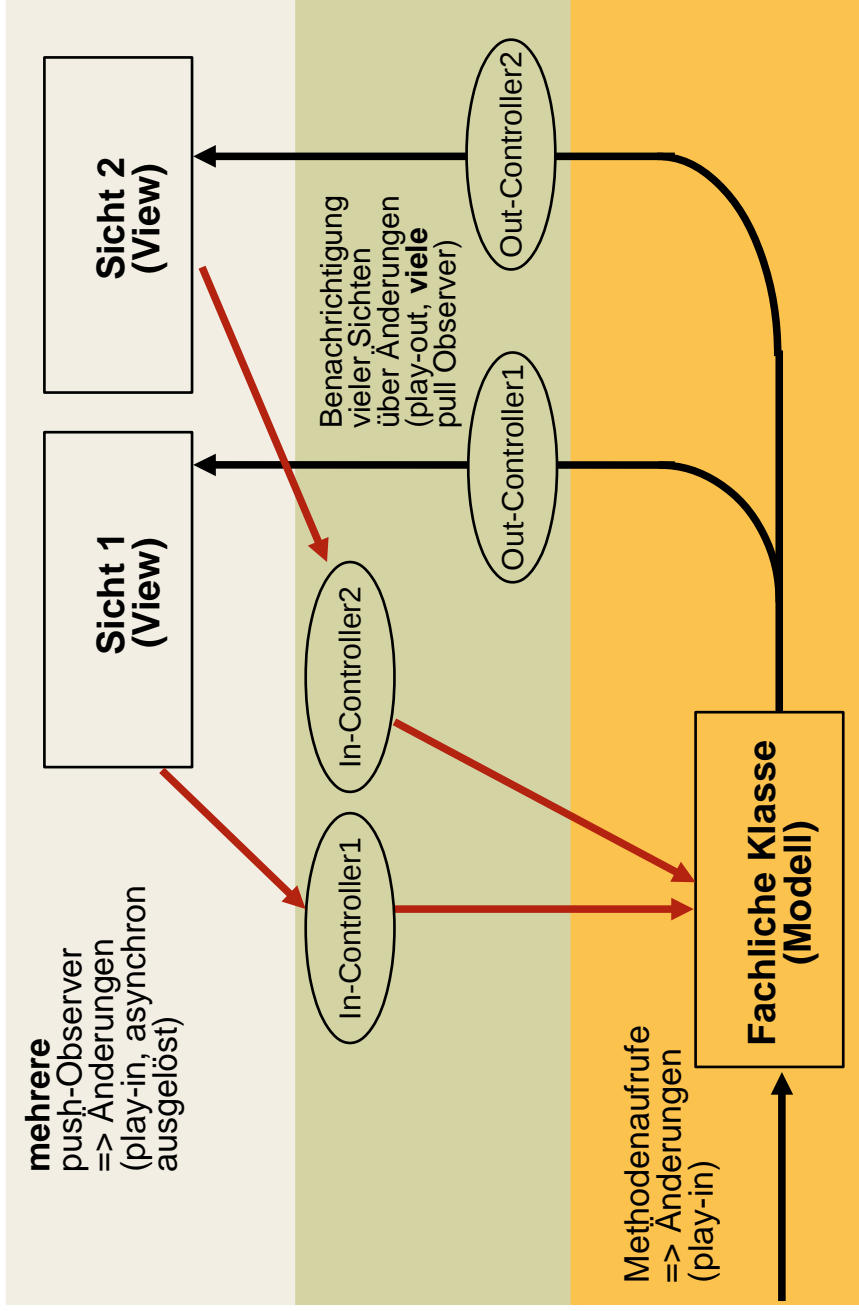 mehrere
push-Observer
=> Änderungen
(play-in, asynchron
ausgelöst)
Sicht 1
(View)
Sicht 2
(View)
In-Controller1
In-Controller2
Benachrichtigung
vieler Sichten
über Änderungen
(play-out, viele
pull Observer)
Out-Controller1
Out-Controller2
Methodenaufrufe
=> Änderungen
(play-in)
Fachliche Klasse
(Modell)